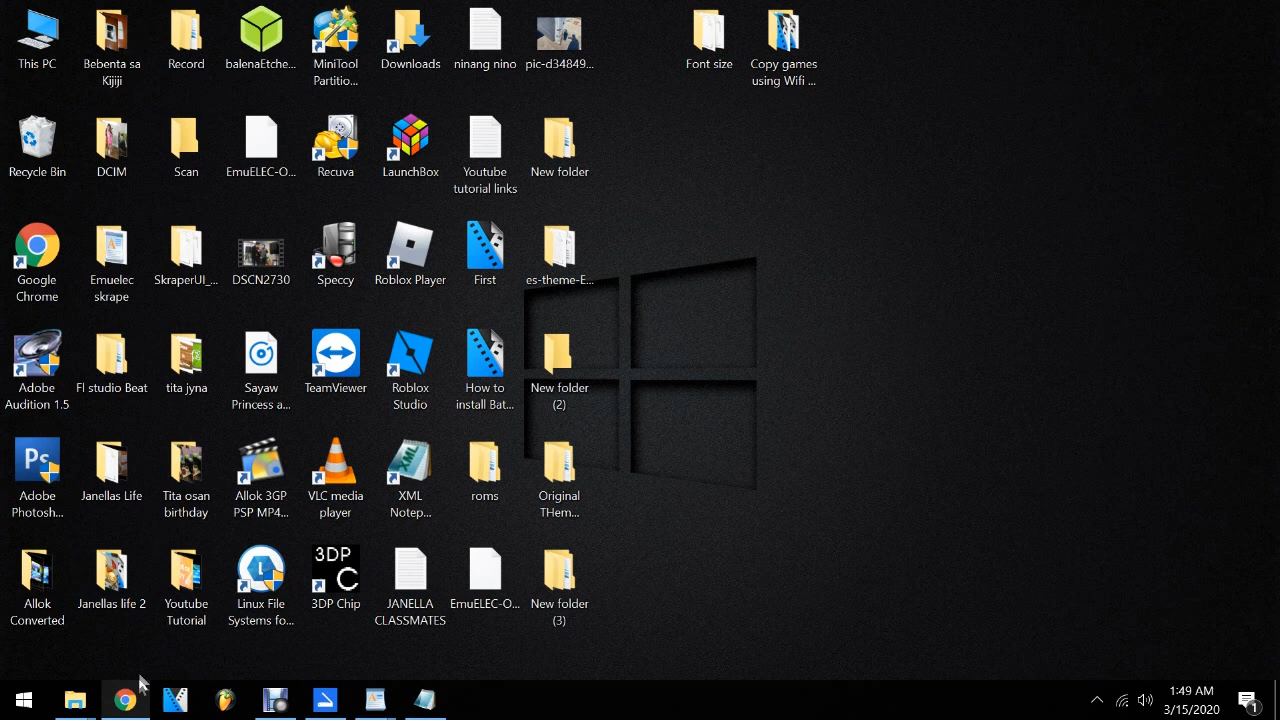 This PC
Bebenta sa
Kijiji
Record
balenaEtche...
MiniTool
Partitio...
Downloads
ninang nino
pic-d34849...
Font size
Copy games
using Wifi ...
Recycle Bin
DCIM
Scan
EmuELEC-O...
Recuva
LaunchBox
Youtube
tutorial links
New folder
Google
Chrome
Emuelec
skrape
SkraperUI_...
DSCN2730
Speccy
Roblox Player
First
es-theme-E...
Adobe
Audition 1.5
Fl studio Beat
tita jyna
Sayaw
Princess a...
TeamViewer
Roblox
Studio
How to
install Bat...
New folder
(2)
Ps
Adobe
Photosh...
Janellas Life
Tita osan
birthday
Allok 3GP
PSP MP4...
VLC media
player
XML
XML
Notep...
roms
Original
THem...
Allok
Converted
Janellas life 2
Youtube
Tutorial
Linux File
Systems fo...
3DP
C
3DP Chip
JANELLA
CLASSMATES
EmuELEC-O...
New folder
(3)
1:49 AM
3/15/2020
1